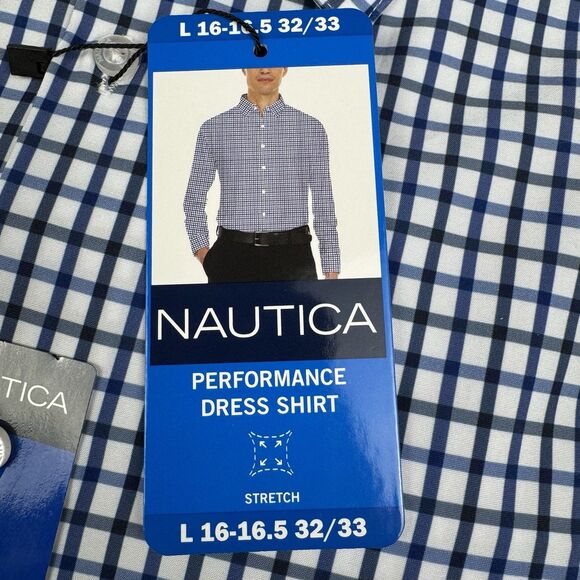 L 16-16.5 32/33
NAUTICA
PERFORMANCE
DRESS SHIRT
STRETCH
L 16-16.5 32/33
TICA